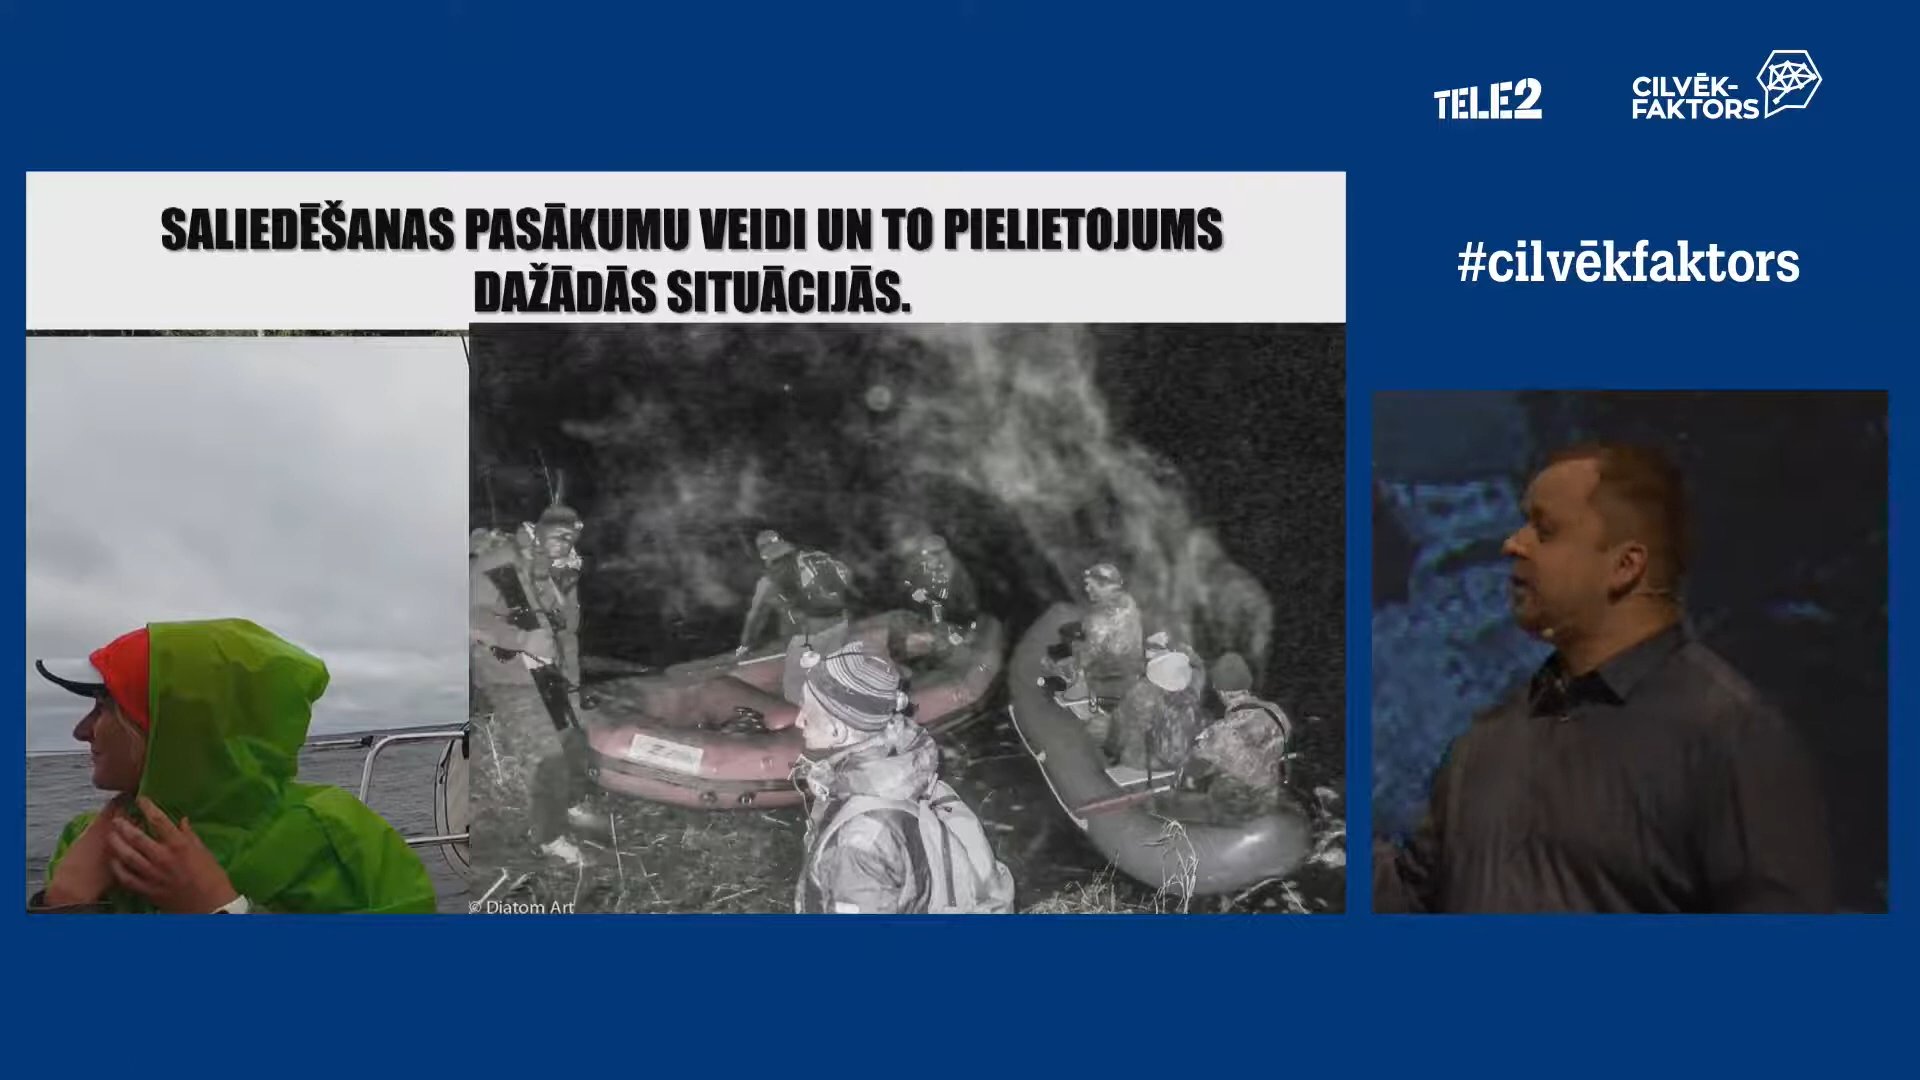 TELE2
CILVĒK-
FAKTORS
SALIEDĒŠANAS PASĀKUMU VEIDI UN TO PIELIETOJUMS
DAŽĀDĀS SITUĀCIJĀS.
#cilvēkfaktors
© Diatom Art